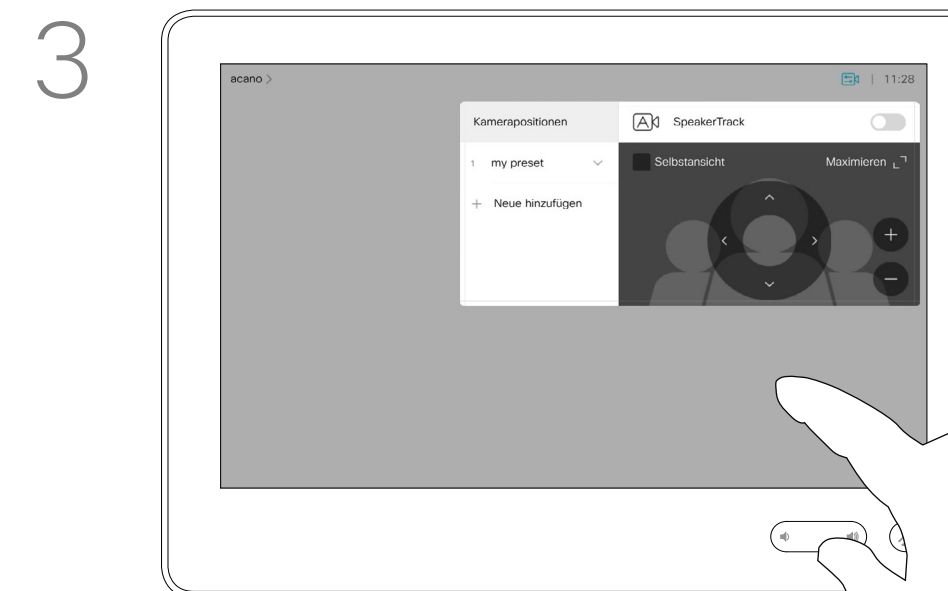 3
acano >
11:28
Kamerapositionen
SpeakerTrack
1 my preset
Selbstansicht
Maximieren
+ Neue hinzufügen